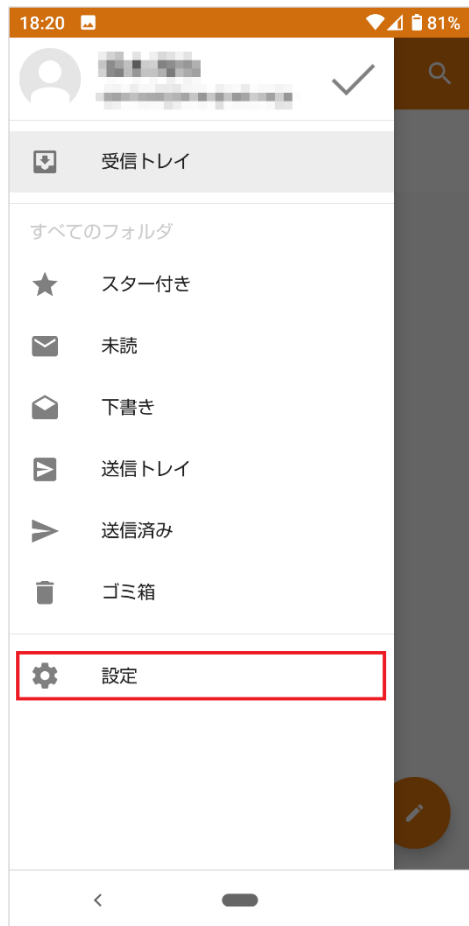 18:20 81%
受信トレイ
すべてのフォルダ
スター付き
未読
下書き
送信トレイ
送信済み
ゴミ箱
設定